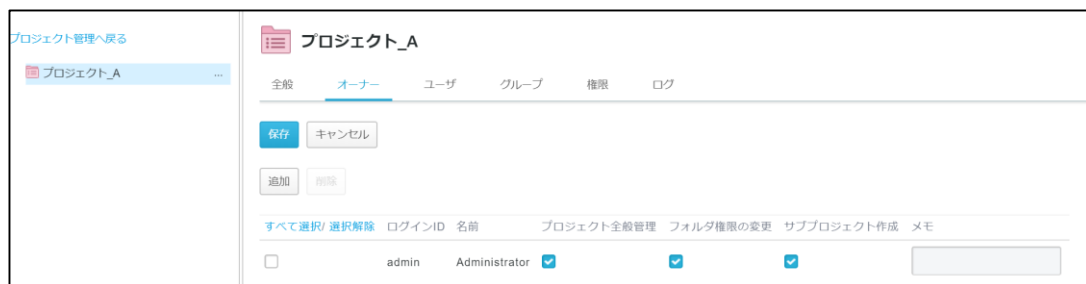 プロジェクト管理へ戻る
プロジェクト_A ...
プロジェクト_A
全般 オーナー ユーザ グループ 権限 ログ
保存 キャンセル
追加 削除
すべて選択/ 選択解除 ログインID 名前 プロジェクト全般管理 フォルダ権限の変更 サブプロジェクト作成 メモ
admin Administrator